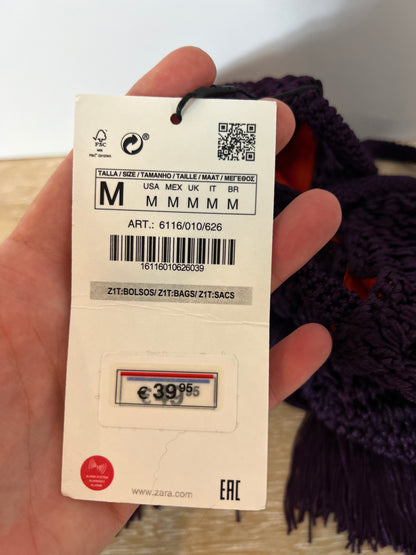 FSC
MIX
TALLA / SIZE / TAMANHO / TAILLE / MAAT / ΜΕΓΕΘΟΣ
M
USA MEX UK IT BR
M M M M M
ART.: 6116/010/626
16116010626039
Z1T:BOLSOS/ Z1T:BAGS/ Z1T:SACS
€ 39 95
www.zara.com
EAC